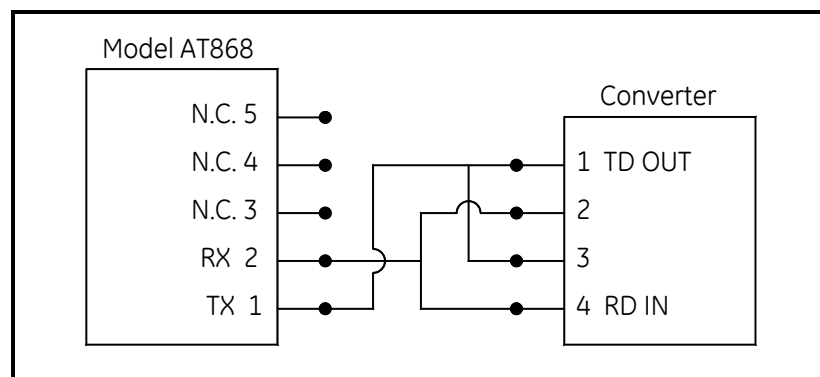 Model AT868
N.C. 5
N.C. 4
N.C. 3
RX 2
TX 1
Converter
1 TD OUT
2
3
4 RD IN